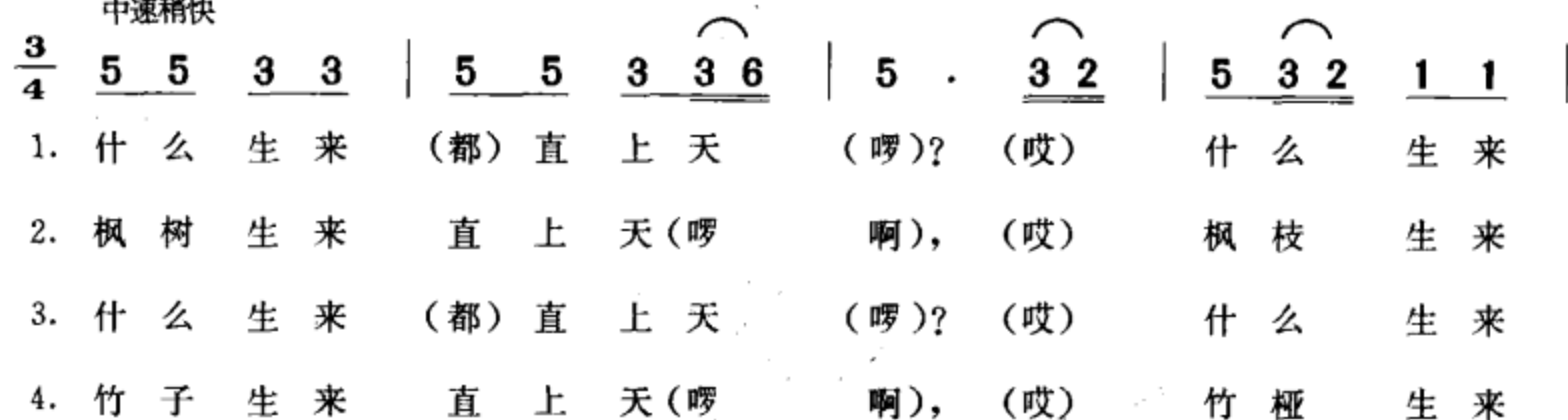 中速稍快
3/4 5 5 3 3 | 5 5 3 3 6 | 5 . 3 2 | 5 3 2 1 1 |
1. 什 么 生 来 (都) 直 上 天 (啰)? (哎) 什 么 生 来
2. 枫 树 生 来 直 上 天 (啰 啊), (哎) 枫 枝 生 来
3. 什 么 生 来 (都) 直 上 天 (啰)? (哎) 什 么 生 来
4. 竹 子 生 来 直 上 天 (啰 啊), (哎) 竹 桠 生 来